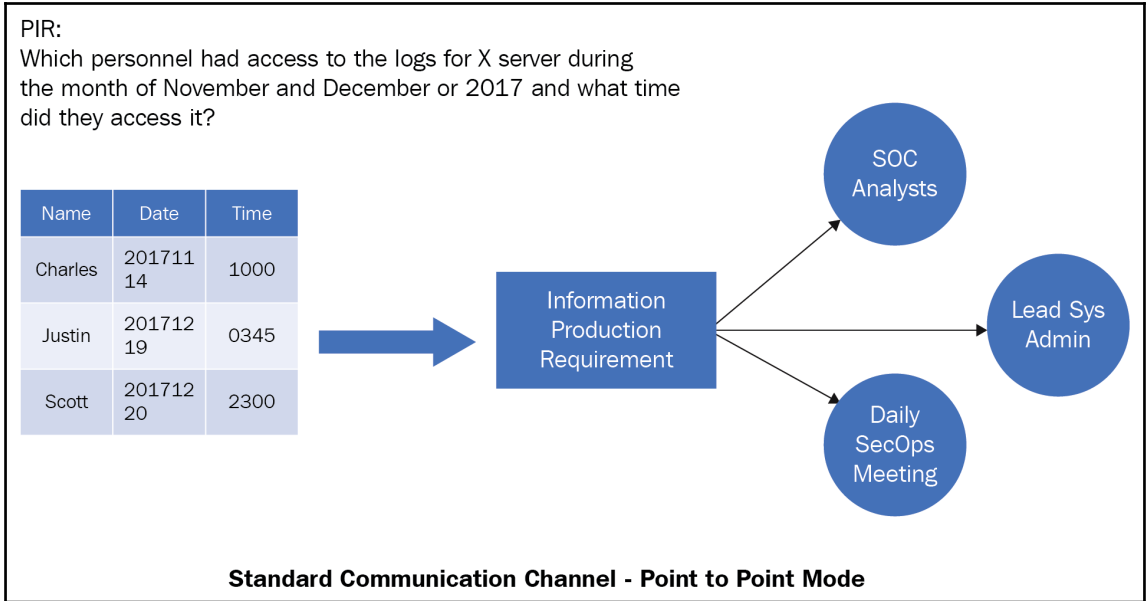 PIR:
Which personnel had access to the logs for X server during
the month of November and December or 2017 and what time
did they access it?
Name Date Time
Charles 201711 1000
14
Justin 201712 0345
19
Scott 201712 2300
20
Information
Production
Requirement
SOC
Analysts
Lead Sys
Admin
Daily
SecOps
Meeting
Standard Communication Channel - Point to Point Mode